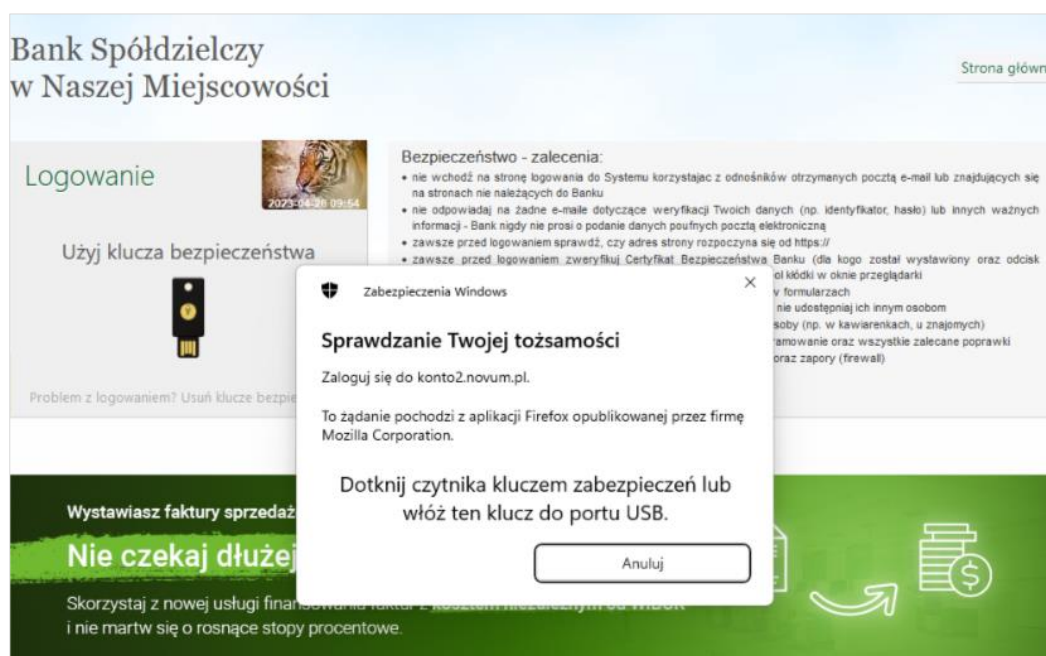 Bank Spółdzielczy
w Naszej Miejscowości
Strona główn
Logowanie
2023-04-26 09:54
Użyj klucza bezpieczeństwa
Problem z logowaniem? Usuń klucze bezpie
Bezpieczeństwo - zalecenia:
• nie wchodź na stronę logowania do Systemu korzystajac z odnośników otrzymanych pocztą e-mail lub znajdujących się
na stronach nie należących do Banku
• nie odpowiadaj na żadne e-maile dotyczące weryfikacji Twoich danych (np. identyfikator, hasło) lub innych ważnych
informacji - Bank nigdy nie prosi o podanie danych poufnych pocztą elektroniczną
• zawsze przed logowaniem sprawdź, czy adres strony rozpoczyna się od https://
• zawsze przed logowaniem zweryfikuj Certyfikat Bezpieczeństwa Banku (dla kogo został wystawiony oraz odcisk
ol kłódki w oknie przeglądarki
v formularzach
nie udostępniaj ich innym osobom
soby (np. w kawiarenkach, u znajomych)
ramowanie oraz wszystkie zalecane poprawki
oraz zapory (firewall)
Zabezpieczenia Windows
Sprawdzanie Twojej tożsamości
Zaloguj się do konto2.novum.pl.
To żądanie pochodzi z aplikacji Firefox opublikowanej przez firmę
Mozilla Corporation.
Dotknij czytnika kluczem zabezpieczeń lub
włóż ten klucz do portu USB.
Anuluj
Wystawiasz faktury sprzedaż
Nie czekaj dłużej
Skorzystaj z nowej usługi finansowania faktur z kosztem niezależnym od WIBOR
i nie martw się o rosnące stopy procentowe.